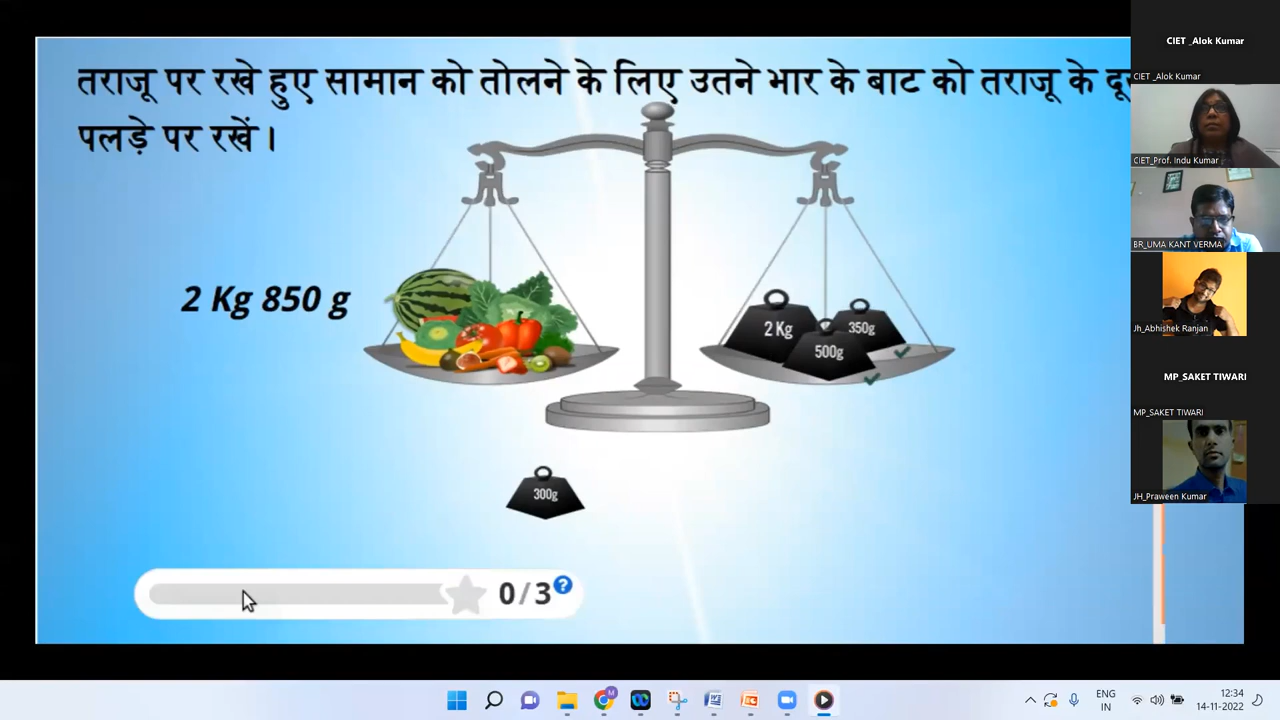 तराजू पर रखे हुए सामान को तोलने के लिए उतने भार के बाट को तराजू के
पलड़े पर रखें।
2 Kg 850 g
2 Kg
350g
500g
300g
0/3
?
CIET _Alok Kumar
CIET _Alok Kumar
CIET_Prof. Indu Kumar
BR_UMA KANT VERMA
Jh_Abhishek Ranjan
MP_SAKET TIWARI
MP_SAKET TIWARI
JH_Praween Kumar
M
ENG
IN
12:34
14-11-2022